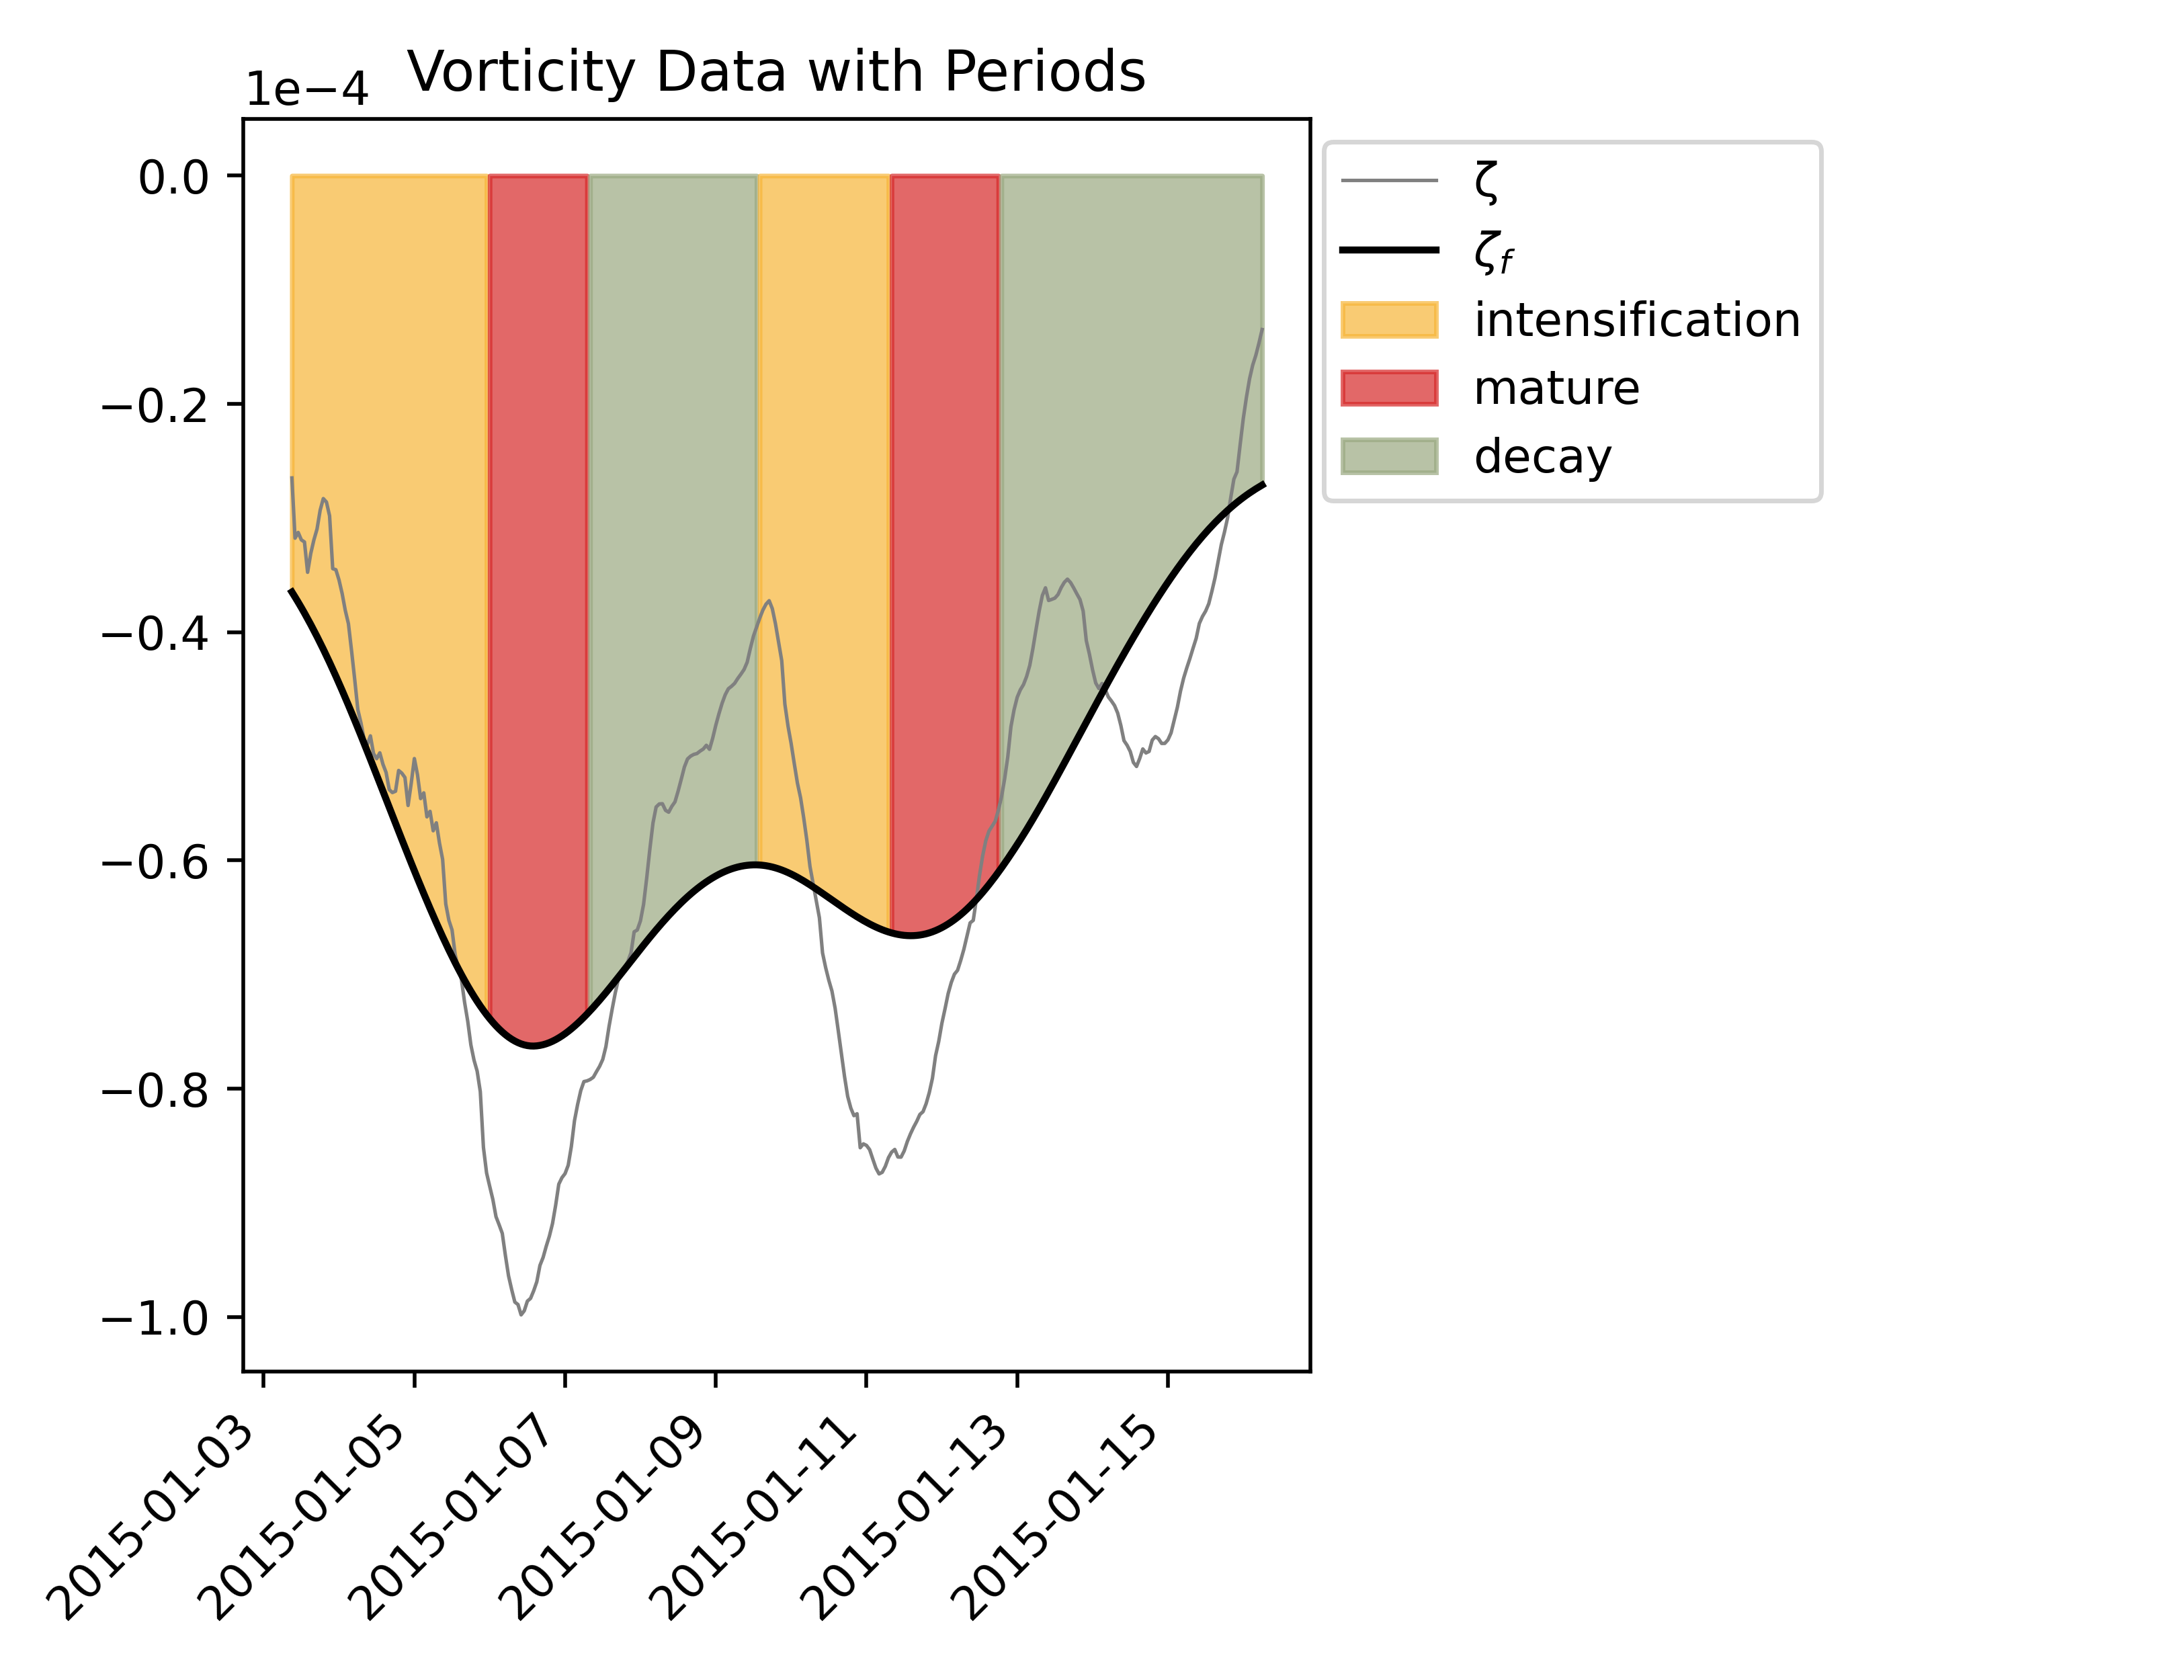 Vorticity Data with Periods
1e−4
0.0
−0.2
−0.4
−0.6
−0.8
−1.0
2015-01-03
2015-01-05
2015-01-07
2015-01-09
2015-01-11
2015-01-13
2015-01-15
ζ
ζf
intensification
mature
decay